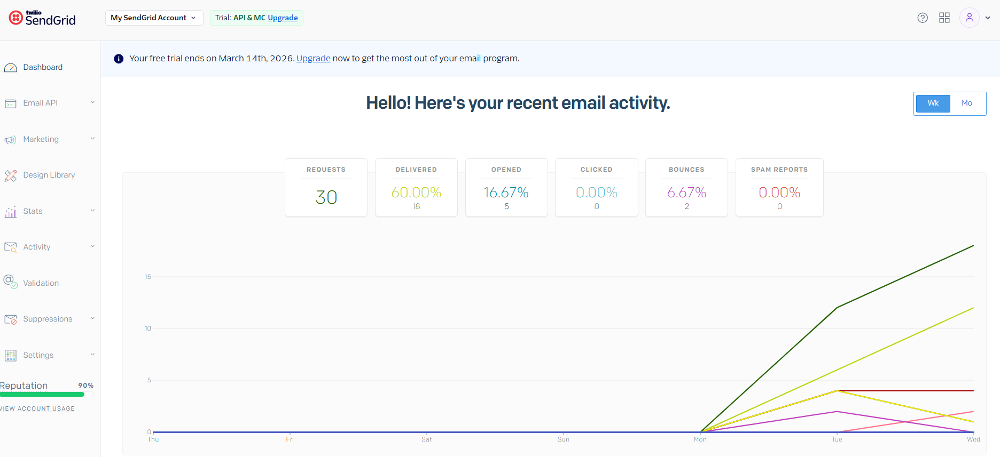 twilio
SendGrid
My SendGrid Account
Trial: API & MC Upgrade
Your free trial ends on March 14th, 2026. Upgrade now to get the most out of your email program.
Dashboard
Email API
Marketing
Design Library
Stats
Activity
Validation
Suppressions
Settings
Reputation 90%
VIEW ACCOUNT USAGE
Hello! Here's your recent email activity.
Wk Mo
REQUESTS
30
DELIVERED
60.00%
18
OPENED
16.67%
5
CLICKED
0.00%
0
BOUNCES
6.67%
2
SPAM REPORTS
0.00%
0
15
10
5
0
Thu Fri Sat Sun Mon Tue Wed